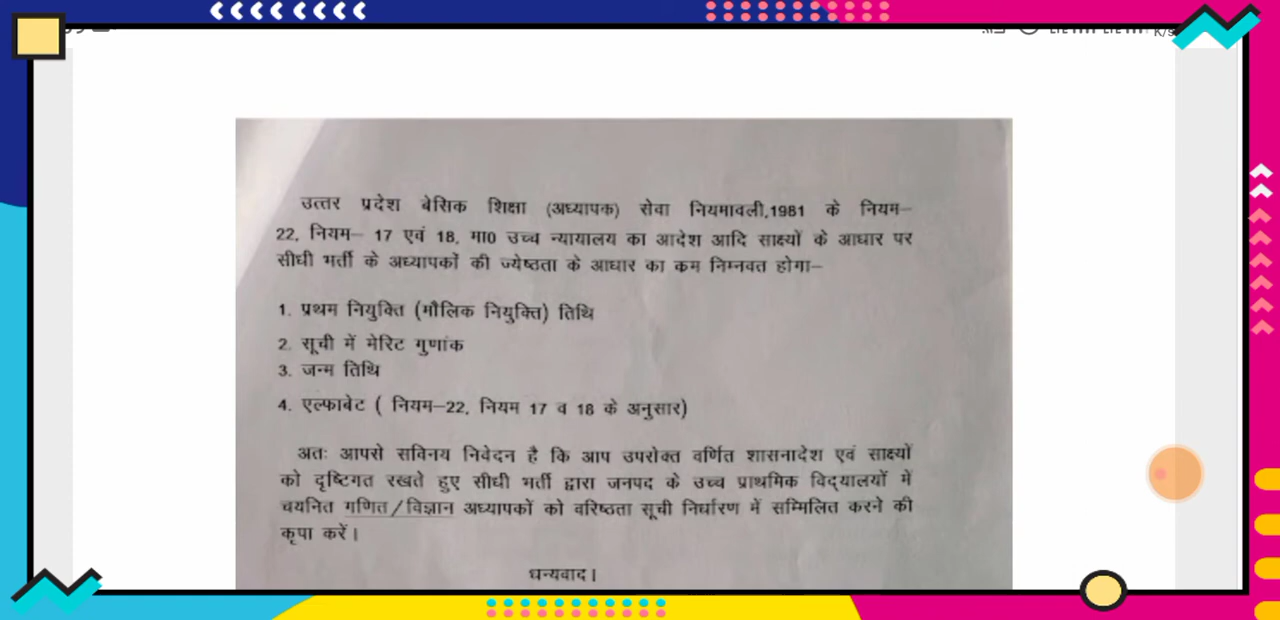 उत्तर प्रदेश बेसिक शिक्षा (अध्यापक) सेवा नियमावली,1981 के नियम–
22, नियम– 17 एवं 18, मा0 उच्च न्यायालय का आदेश आदि साक्ष्यों के आधार पर
सीधी भर्ती के अध्यापकों की ज्येष्ठता के आधार का कम निम्नवत होगा–
1. प्रथम नियुक्ति (मौलिक नियुक्ति) तिथि
2. सूची में मेरिट गुणांक
3. जन्म तिथि
4. एल्फाबेट ( नियम–22, नियम 17 व 18 के अनुसार)
अतः आपसे सविनय निवेदन है कि आप उपरोक्त वर्णित शासनादेश एवं साक्ष्यों
को दृष्टिगत रखते हुए सीधी भर्ती द्वारा जनपद के उच्च प्राथमिक विद्यालयों में
चयनित गणित/विज्ञान अध्यापकों को वरिष्ठता सूची निर्धारण में सम्मिलित करने की
कृपा करें।
धन्यवाद।